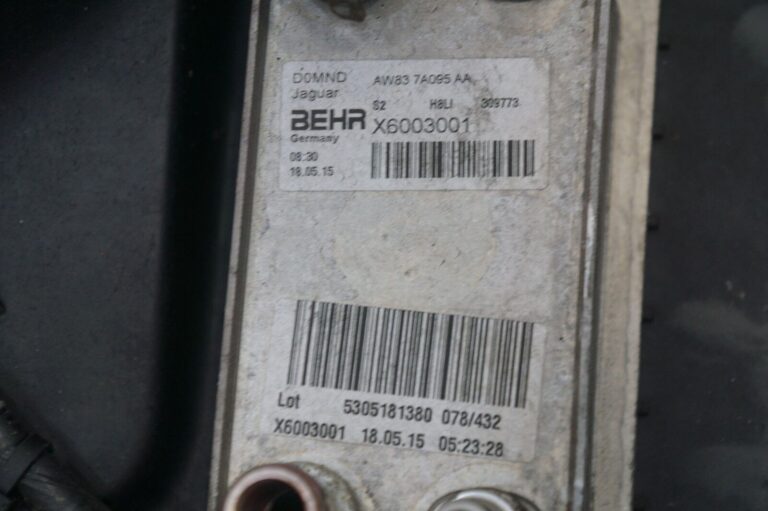 D0MND AW83 7A095 AA
Jaguar
S2 H8LI 309773
BEHR X6003001
Germany
08:30
18.05.15
Lot 5305181380 078/432
X6003001 18.05.15 05:23:28